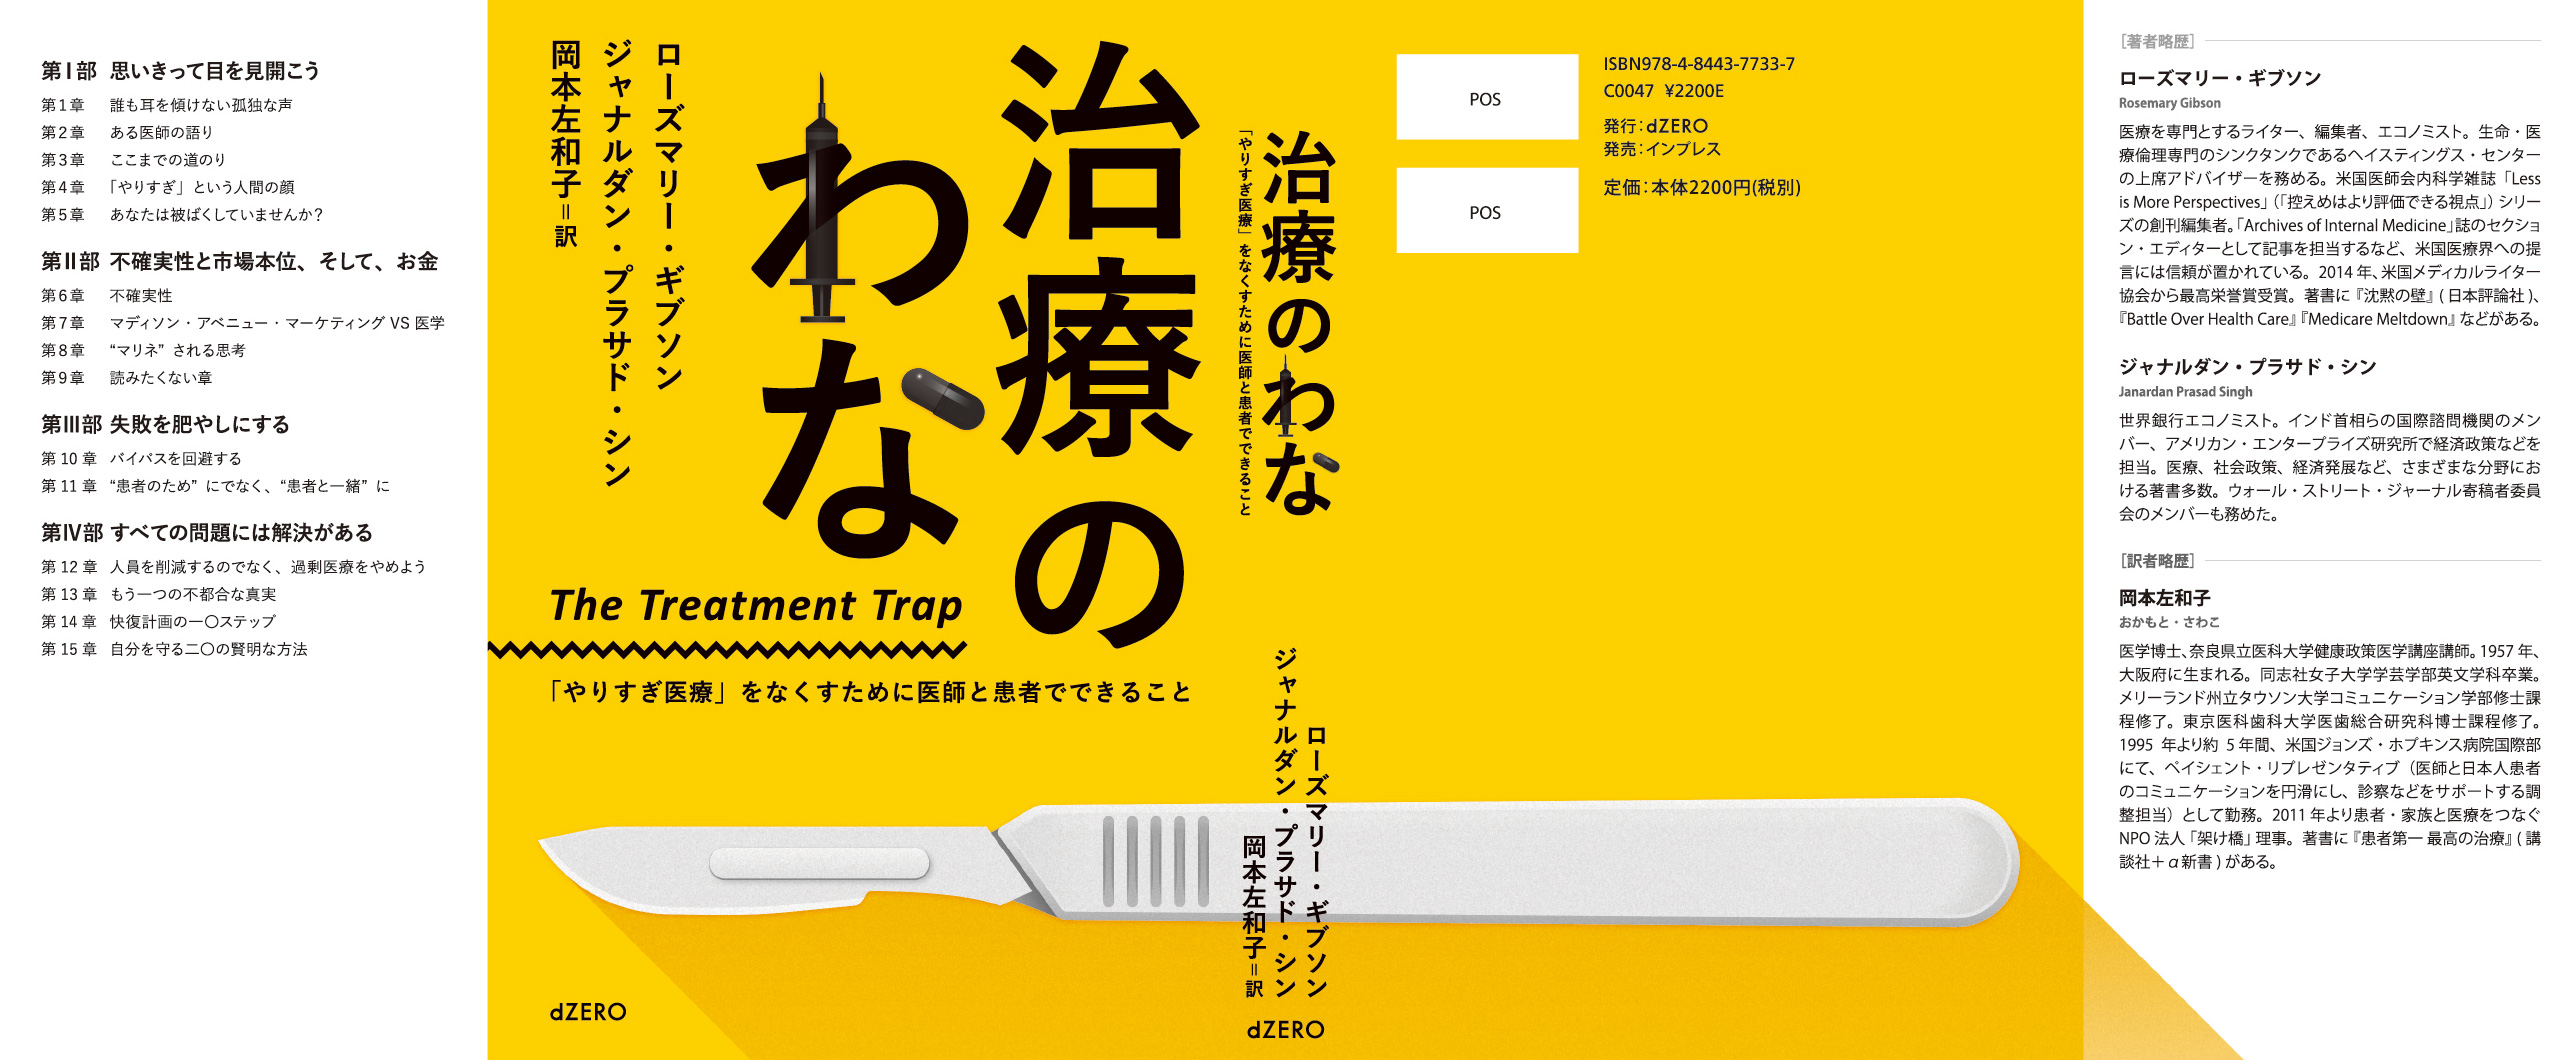 第Ⅰ部 思いきって目を見開こう
第1章 誰も耳を傾けない孤独な声
第2章 ある医師の語り
第3章 ここまでの道のり
第4章 「やりすぎ」という人間の顔
第5章 あなたは被ばくしていませんか？
第Ⅱ部 不確実性と市場本位、そして、お金
第6章 不確実性
第7章 マディソン・アベニュー・マーケティング VS 医学
第8章 “マリネ”される思考
第9章 読みたくない章
第Ⅲ部 失敗を肥やしにする
第10章 バイパスを回避する
第11章 “患者のため”にでなく、“患者と一緒”に
第Ⅳ部 すべての問題には解決がある
第12章 人員を削減するのでなく、過剰医療をやめよう
第13章 もう一つの不都合な真実
第14章 快復計画の一〇ステップ
第15章 自分を守る二〇の賢明な方法
治療の
わな
ローズマリー・ギブソン
ジャナルダン・プラサド・シン
岡本左和子＝訳
The Treatment Trap
「やりすぎ医療」をなくすために医師と患者でできること
dZERO
治療のわな
「やりすぎ医療」をなくすために医師と患者でできること
ローズマリー・ギブソン
ジャナルダン・プラサド・シン
岡本左和子＝訳
dZERO
POS
POS
ISBN978-4-8443-7733-7
C0047 ¥2200E
発行：dZERO
発売：インプレス
定価：本体2200円(税別)
［著者略歴］
ローズマリー・ギブソン
Rosemary Gibson
医療を専門とするライター、編集者、エコノミスト。生命・医
療倫理専門のシンクタンクであるヘイスティングス・センター
の上席アドバイザーを務める。米国医師会内科学雑誌「Less
is More Perspectives」（「控えめはより評価できる視点」）シリー
ズの創刊編集者。「Archives of Internal Medicine」誌のセクショ
ン・エディターとして記事を担当するなど、米国医療界への提
言には信頼が置かれている。2014年、米国メディカルライター
協会から最高栄誉賞受賞。著書に『沈黙の壁』(日本評論社)、
『Battle Over Health Care』『Medicare Meltdown』などがある。
ジャナルダン・プラサド・シン
Janardan Prasad Singh
世界銀行エコノミスト。インド首相らの国際諮問機関のメン
バー、アメリカン・エンタープライズ研究所で経済政策などを
担当。医療、社会政策、経済発展など、さまざまな分野にお
ける著書多数。ウォール・ストリート・ジャーナル寄稿者委員
会のメンバーも務めた。
［訳者略歴］
岡本左和子
おかもと・さわこ
医学博士、奈良県立医科大学健康政策医学講座講師。1957年、
大阪府に生まれる。同志社女子大学学芸学部英文学科卒業。
メリーランド州立タウソン大学コミュニケーション学部修士課
程修了。東京医科歯科大学医歯総合研究科博士課程修了。
1995 年より約 5年間、米国ジョンズ・ホプキンス病院国際部
にて、ペイシェント・リプレゼンタティブ（医師と日本人患者
のコミュニケーションを円滑にし、診察などをサポートする調
整担当）として勤務。2011年より患者・家族と医療をつなぐ
NPO法人「架け橋」理事。著書に『患者第一 最高の治療』(講
談社＋α新書)がある。